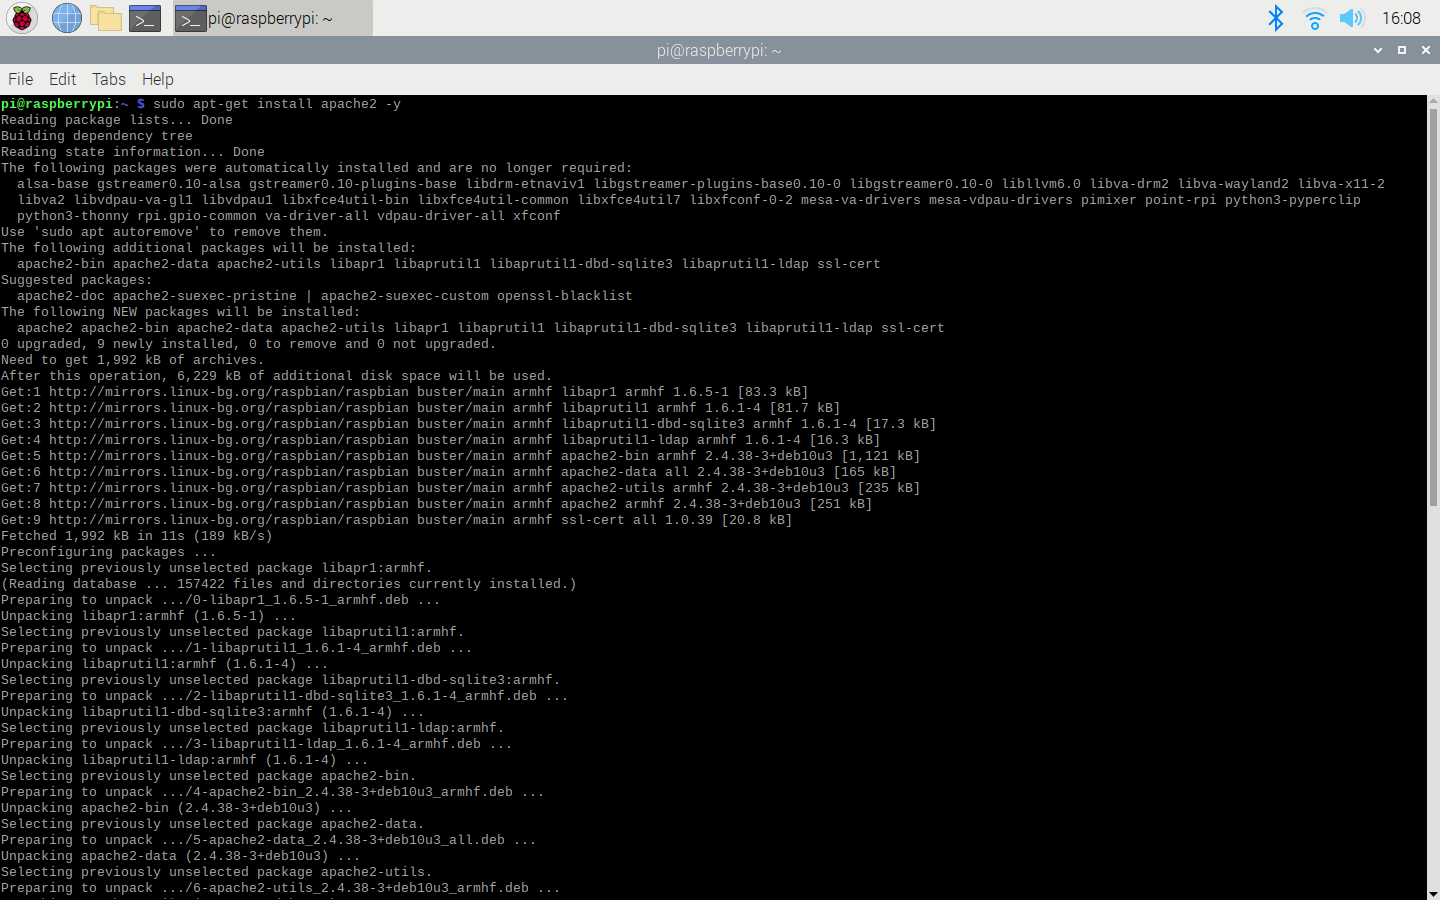 pi@raspberrypi: ~
16:08
pi@raspberrypi: ~
File Edit Tabs Help
pi@raspberrypi:~ $ sudo apt-get install apache2 -y
Reading package lists... Done
Building dependency tree
Reading state information... Done
The following packages were automatically installed and are no longer required:
  alsa-base gstreamer0.10-alsa gstreamer0.10-plugins-base libdrm-etnaviv1 libgstreamer-plugins-base0.10-0 libgstreamer0.10-0 libllvm6.0 libva-drm2 libva-wayland2 libva-x11-2
  libva2 libvdpau-va-gl1 libvdpau1 libxfce4util-bin libxfce4util-common libxfce4util7 libxfconf-0-2 mesa-va-drivers mesa-vdpau-drivers pimixer point-rpi python3-pyperclip
  python3-thonny rpi.gpio-common va-driver-all vdpau-driver-all xfconf
Use 'sudo apt autoremove' to remove them.
The following additional packages will be installed:
  apache2-bin apache2-data apache2-utils libapr1 libaprutil1 libaprutil1-dbd-sqlite3 libaprutil1-ldap ssl-cert
Suggested packages:
  apache2-doc apache2-suexec-pristine | apache2-suexec-custom openssl-blacklist
The following NEW packages will be installed:
  apache2 apache2-bin apache2-data apache2-utils libapr1 libaprutil1 libaprutil1-dbd-sqlite3 libaprutil1-ldap ssl-cert
0 upgraded, 9 newly installed, 0 to remove and 0 not upgraded.
Need to get 1,992 kB of archives.
After this operation, 6,229 kB of additional disk space will be used.
Get:1 http://mirrors.linux-bg.org/raspbian/raspbian buster/main armhf libapr1 armhf 1.6.5-1 [83.3 kB]
Get:2 http://mirrors.linux-bg.org/raspbian/raspbian buster/main armhf libaprutil1 armhf 1.6.1-4 [81.7 kB]
Get:3 http://mirrors.linux-bg.org/raspbian/raspbian buster/main armhf libaprutil1-dbd-sqlite3 armhf 1.6.1-4 [17.3 kB]
Get:4 http://mirrors.linux-bg.org/raspbian/raspbian buster/main armhf libaprutil1-ldap armhf 1.6.1-4 [16.3 kB]
Get:5 http://mirrors.linux-bg.org/raspbian/raspbian buster/main armhf apache2-bin armhf 2.4.38-3+deb10u3 [1,121 kB]
Get:6 http://mirrors.linux-bg.org/raspbian/raspbian buster/main armhf apache2-data all 2.4.38-3+deb10u3 [165 kB]
Get:7 http://mirrors.linux-bg.org/raspbian/raspbian buster/main armhf apache2-utils armhf 2.4.38-3+deb10u3 [235 kB]
Get:8 http://mirrors.linux-bg.org/raspbian/raspbian buster/main armhf apache2 armhf 2.4.38-3+deb10u3 [251 kB]
Get:9 http://mirrors.linux-bg.org/raspbian/raspbian buster/main armhf ssl-cert all 1.0.39 [20.8 kB]
Fetched 1,992 kB in 11s (189 kB/s)
Preconfiguring packages ...
Selecting previously unselected package libapr1:armhf.
(Reading database ... 157422 files and directories currently installed.)
Preparing to unpack .../0-libapr1_1.6.5-1_armhf.deb ...
Unpacking libapr1:armhf (1.6.5-1) ...
Selecting previously unselected package libaprutil1:armhf.
Preparing to unpack .../1-libaprutil1_1.6.1-4_armhf.deb ...
Unpacking libaprutil1:armhf (1.6.1-4) ...
Selecting previously unselected package libaprutil1-dbd-sqlite3:armhf.
Preparing to unpack .../2-libaprutil1-dbd-sqlite3_1.6.1-4_armhf.deb ...
Unpacking libaprutil1-dbd-sqlite3:armhf (1.6.1-4) ...
Selecting previously unselected package libaprutil1-ldap:armhf.
Preparing to unpack .../3-libaprutil1-ldap_1.6.1-4_armhf.deb ...
Unpacking libaprutil1-ldap:armhf (1.6.1-4) ...
Selecting previously unselected package apache2-bin.
Preparing to unpack .../4-apache2-bin_2.4.38-3+deb10u3_armhf.deb ...
Unpacking apache2-bin (2.4.38-3+deb10u3) ...
Selecting previously unselected package apache2-data.
Preparing to unpack .../5-apache2-data_2.4.38-3+deb10u3_all.deb ...
Unpacking apache2-data (2.4.38-3+deb10u3) ...
Selecting previously unselected package apache2-utils.
Preparing to unpack .../6-apache2-utils_2.4.38-3+deb10u3_armhf.deb ...